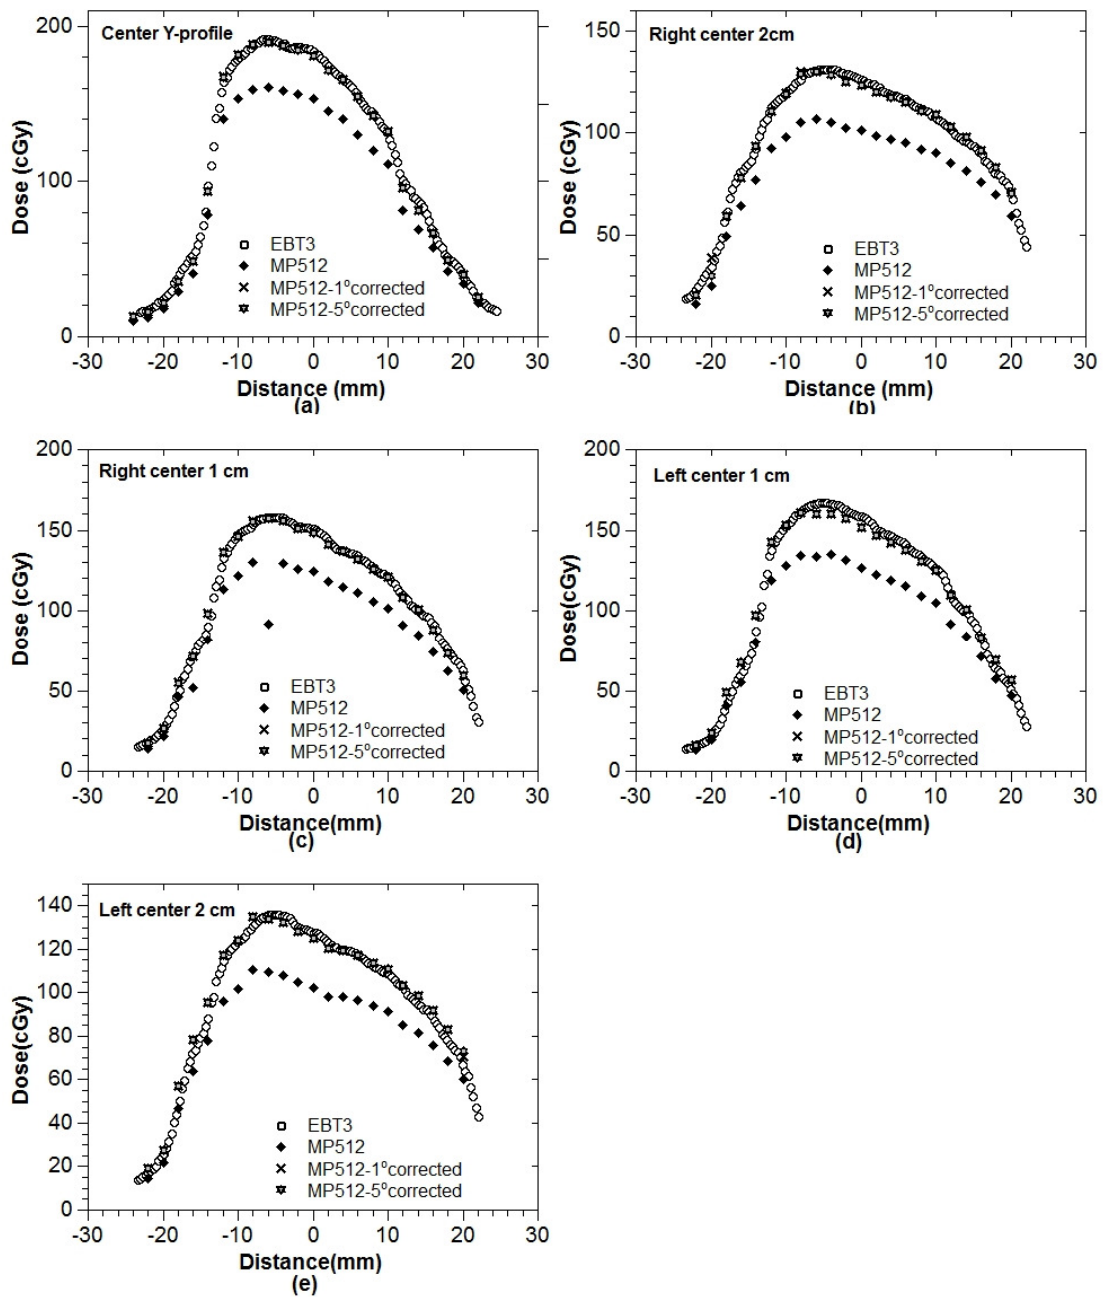 Center Y-profile
Dose (cGy)
200
100
0
EBT3
MP512
MP512-1°corrected
MP512-5°corrected
-30 -20 -10 0 10 20 30
Distance (mm)
(a)
Right center 2cm
Dose (cGy)
150
100
50
0
EBT3
MP512
MP512-1°corrected
MP512-5°corrected
-30 -20 -10 0 10 20 30
Distance (mm)
(b)
Right center 1 cm
Dose (cGy)
200
150
100
50
0
EBT3
MP512
MP512-1°corrected
MP512-5°corrected
-30 -20 -10 0 10 20 30
Distance(mm)
(c)
Left center 1 cm
Dose(cGy)
200
150
100
50
0
EBT3
MP512
MP512-1°corrected
MP512-5°corrected
-30 -20 -10 0 10 20 30
Distance(mm)
(d)
Left center 2 cm
Dose(cGy)
140
120
100
80
60
40
20
0
EBT3
MP512
MP512-1°corrected
MP512-5°corrected
-30 -20 -10 0 10 20 30
Distance(mm)
(e)